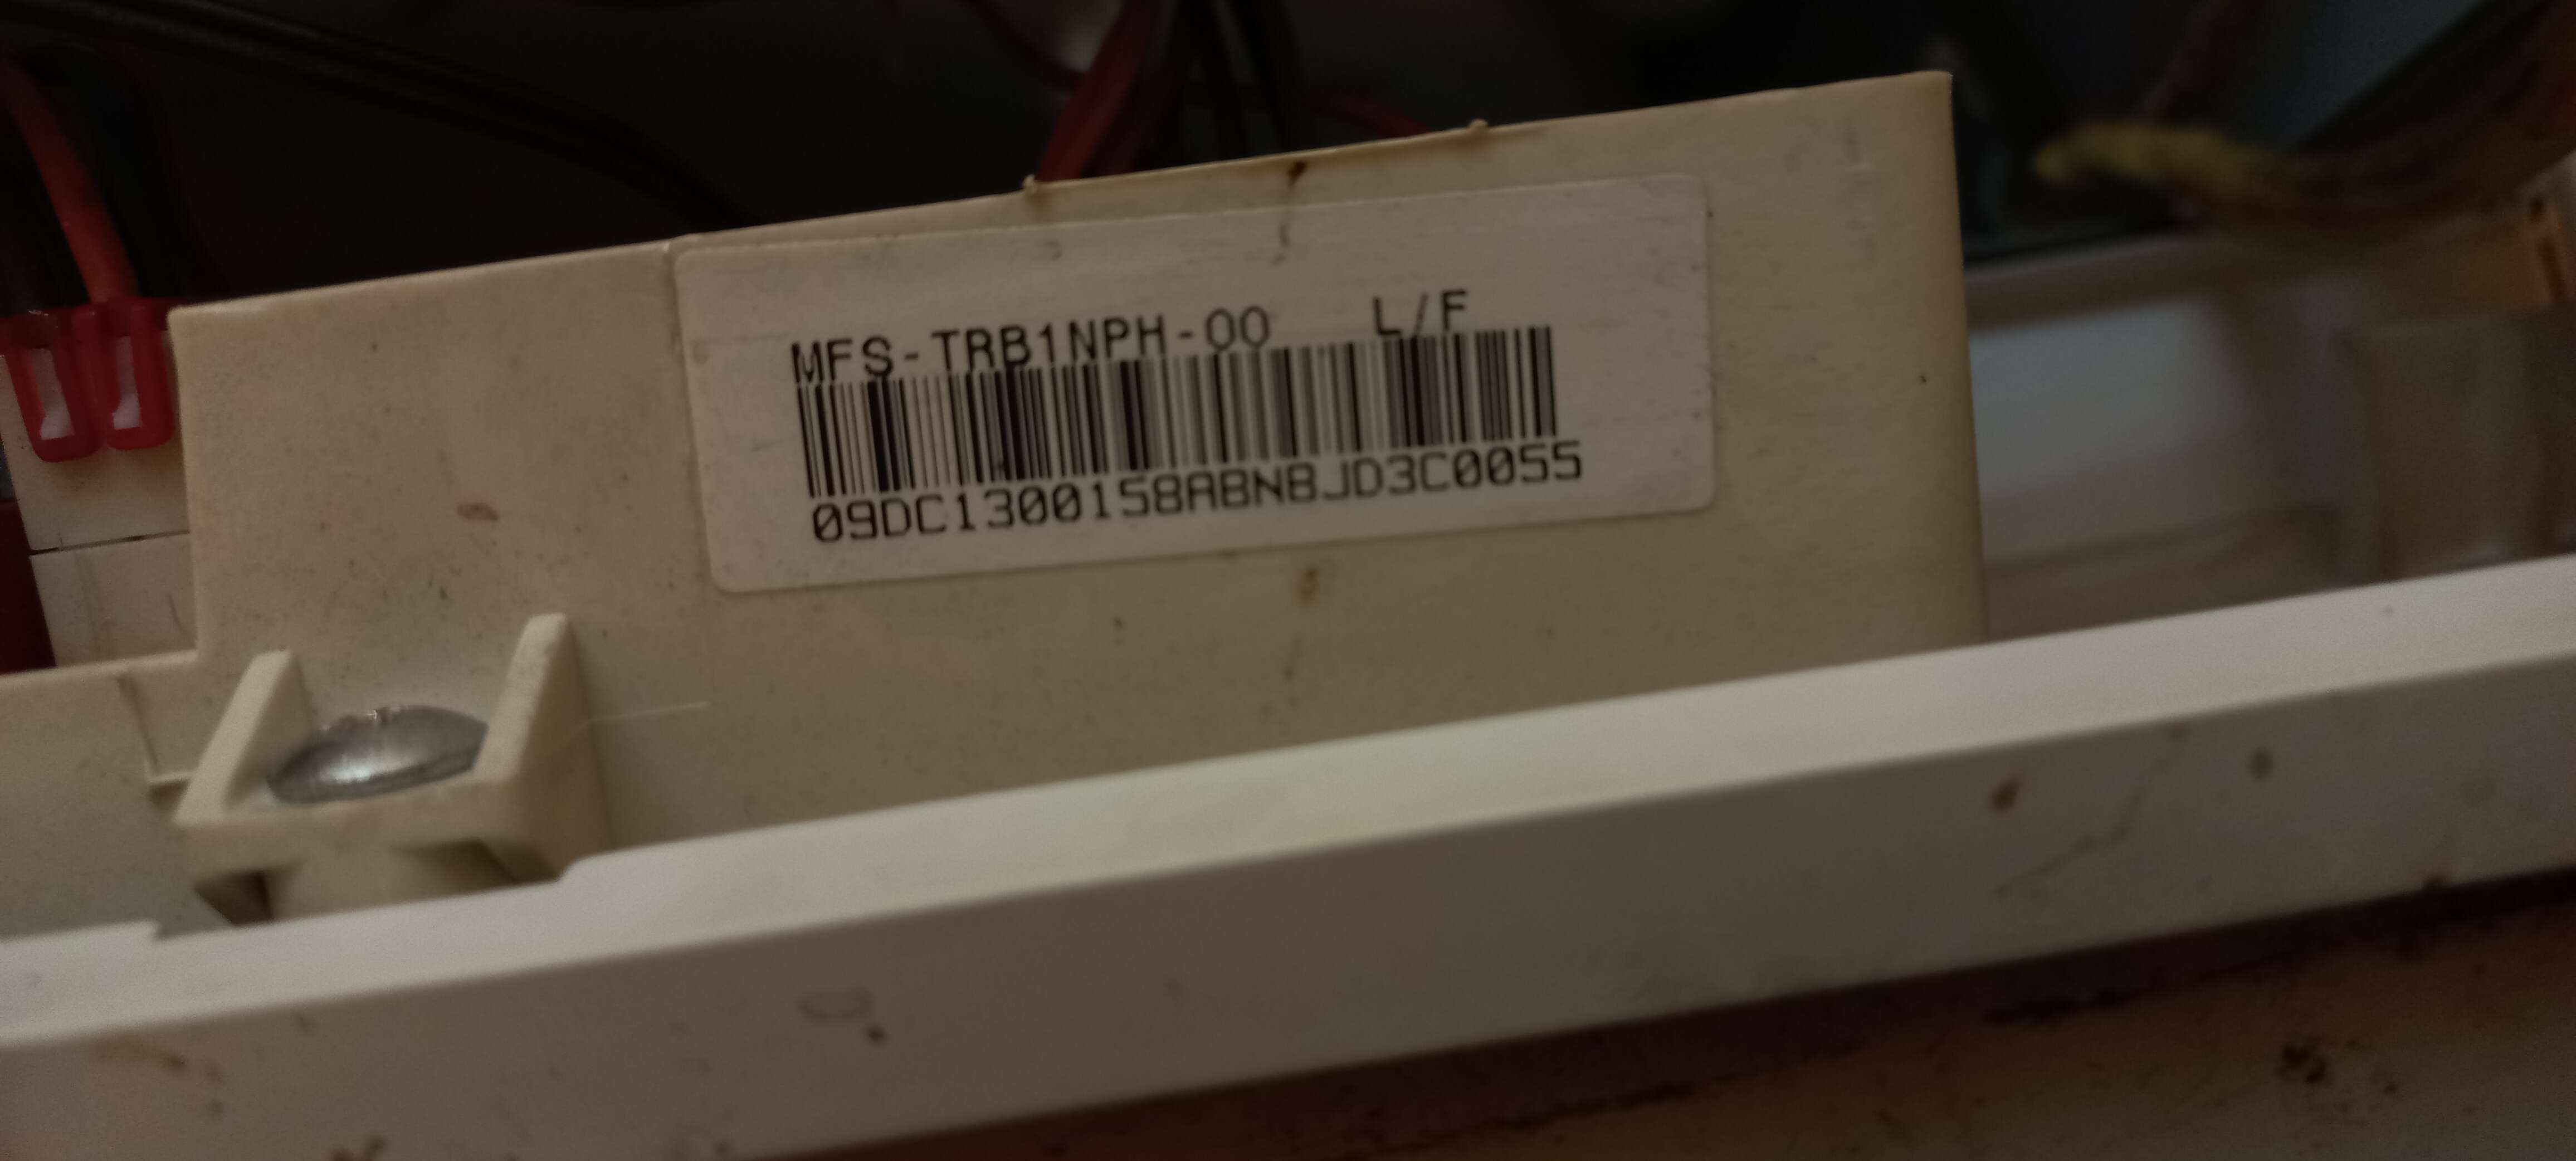 MFS-TRB1NPH-00 L/F
09DC1300158ABNBJD3C0055